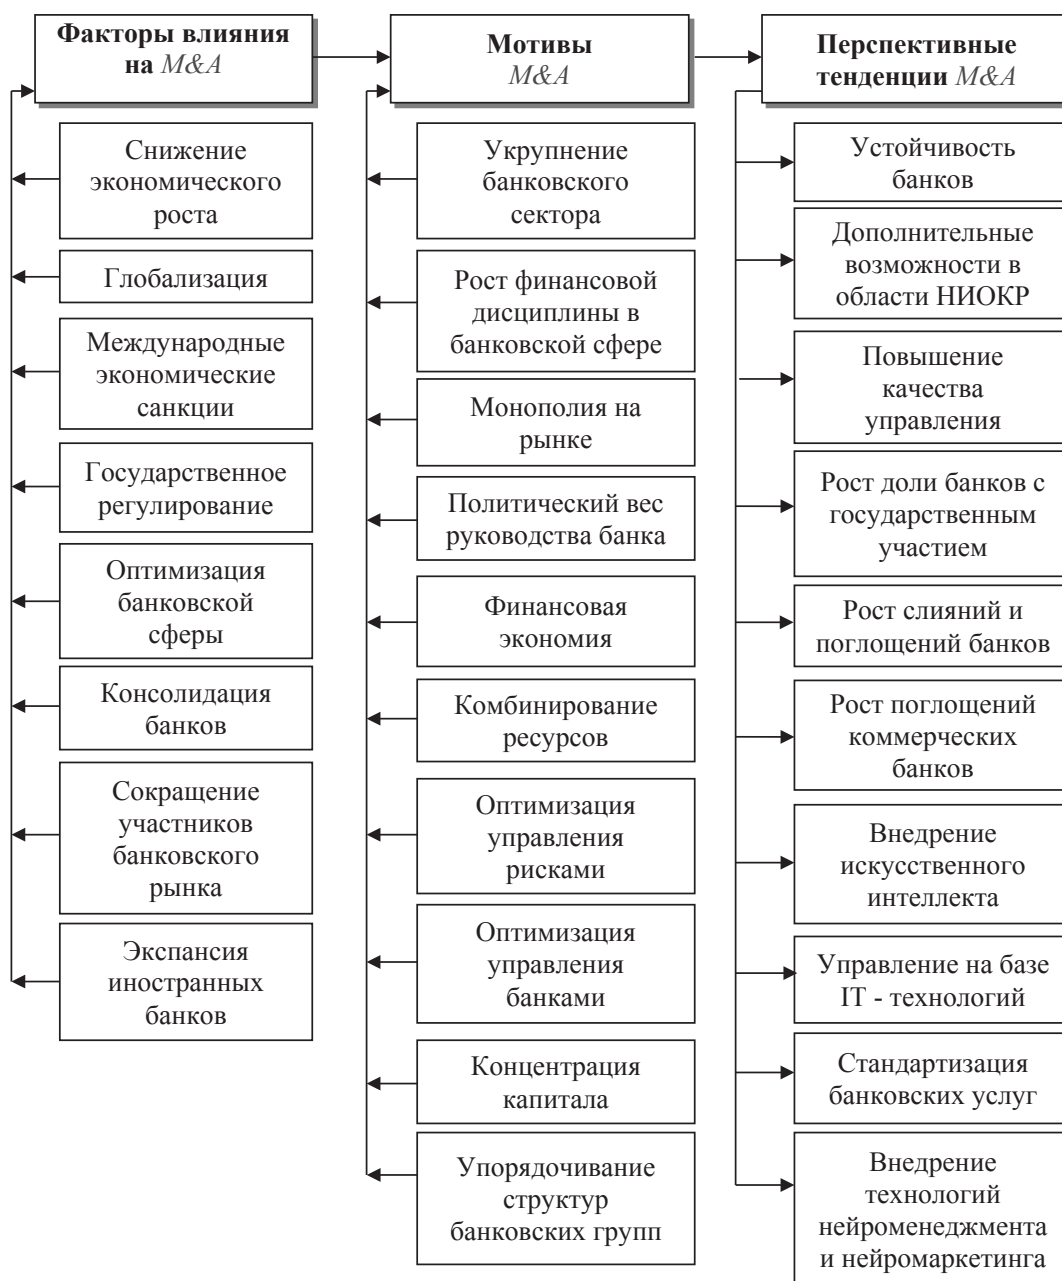 Факторы влияния
на M&A
Снижение
экономического
роста
Глобализация
Международные
экономические
санкции
Государственное
регулирование
Оптимизация
банковской
сферы
Консолидация
банков
Сокращение
участников
банковского
рынка
Экспансия
иностранных
банков
Мотивы
M&A
Укрупнение
банковского
сектора
Рост финансовой
дисциплины в
банковской сфере
Монополия на
рынке
Политический вес
руководства банка
Финансовая
экономия
Комбинирование
ресурсов
Оптимизация
управления
рисками
Оптимизация
управления
банками
Концентрация
капитала
Упорядочивание
структур
банковских групп
Перспективные
тенденции M&A
Устойчивость
банков
Дополнительные
возможности в
области НИОКР
Повышение
качества
управления
Рост доли банков с
государственным
участием
Рост слияний и
поглощений банков
Рост поглощений
коммерческих
банков
Внедрение
искусственного
интеллекта
Управление на базе
IT - технологий
Стандартизация
банковских услуг
Внедрение
технологий
нейроменеджмента
и нейромаркетинга